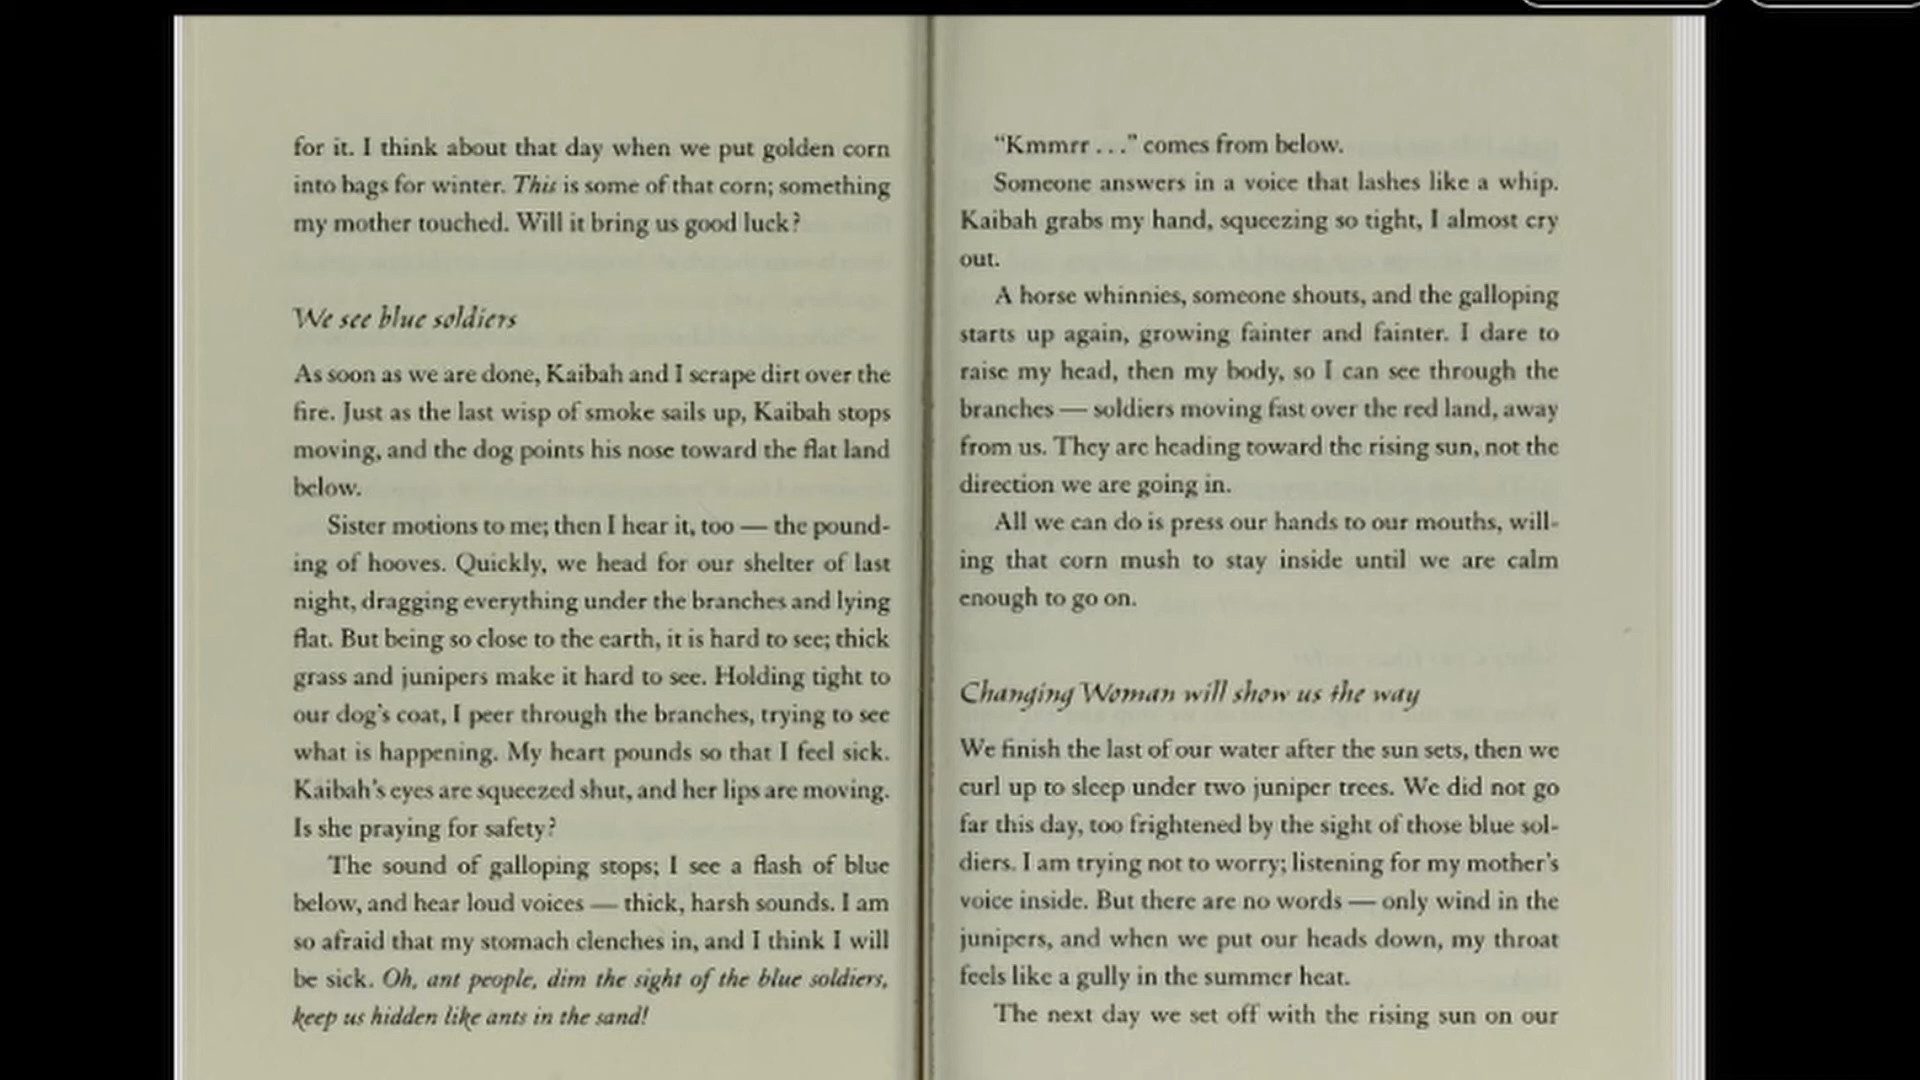 for it. I think about that day when we put golden corn
into bags for winter. This is some of that corn; something
my mother touched. Will it bring us good luck?
We see blue soldiers
As soon as we are done, Kaibah and I scrape dirt over the
fire. Just as the last wisp of smoke sails up, Kaibah stops
moving, and the dog points his nose toward the flat land
below.
Sister motions to me; then I hear it, too — the pound-
ing of hooves. Quickly, we head for our shelter of last
night, dragging everything under the branches and lying
flat. But being so close to the earth, it is hard to see; thick
grass and junipers make it hard to see. Holding tight to
our dog's coat, I peer through the branches, trying to see
what is happening. My heart pounds so that I feel sick.
Kaibah's eyes are squeezed shut, and her lips are moving.
Is she praying for safety?
The sound of galloping stops; I see a flash of blue
below, and hear loud voices — thick, harsh sounds. I am
so afraid that my stomach clenches in, and I think I will
be sick. Oh, ant people, dim the sight of the blue soldiers,
keep us hidden like ants in the sand!
“Kmmrr . . .” comes from below.
Someone answers in a voice that lashes like a whip.
Kaibah grabs my hand, squeezing so tight, I almost cry
out.
A horse whinnies, someone shouts, and the galloping
starts up again, growing fainter and fainter. I dare to
raise my head, then my body, so I can see through the
branches — soldiers moving fast over the red land, away
from us. They are heading toward the rising sun, not the
direction we are going in.
All we can do is press our hands to our mouths, will-
ing that corn mush to stay inside until we are calm
enough to go on.
Changing Woman will show us the way
We finish the last of our water after the sun sets, then we
curl up to sleep under two juniper trees. We did not go
far this day, too frightened by the sight of those blue sol-
diers. I am trying not to worry; listening for my mother's
voice inside. But there are no words — only wind in the
junipers, and when we put our heads down, my throat
feels like a gully in the summer heat.
The next day we set off with the rising sun on our